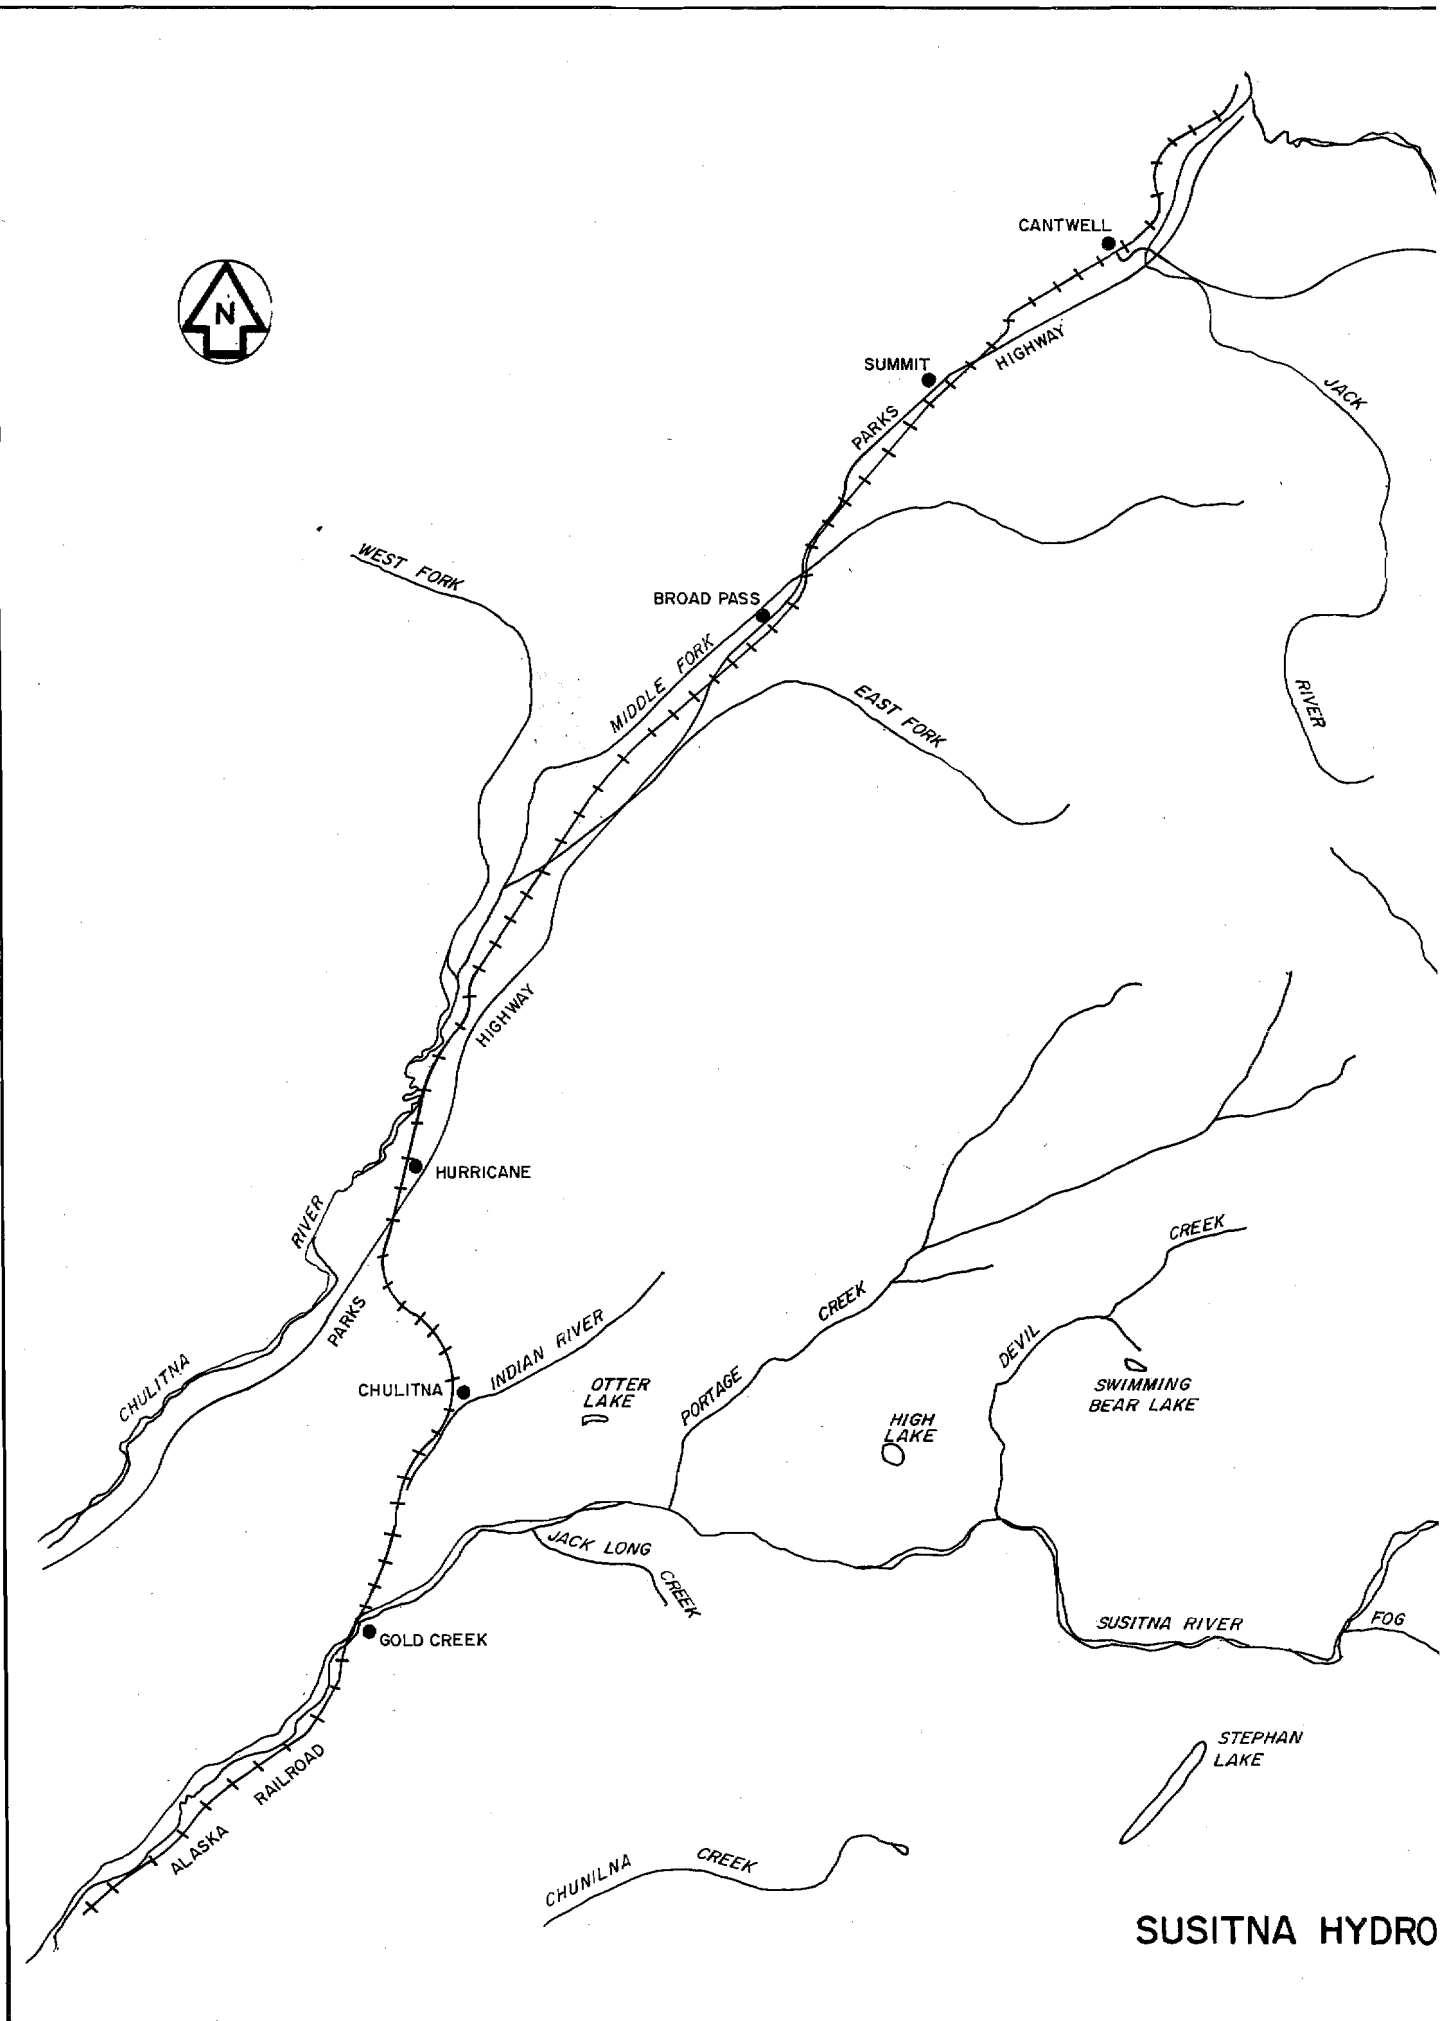 CANTWELL
N
SUMMIT
HIGHWAY
PARKS
JACK
WEST FORK
BROAD PASS
MIDDLE FORK
EAST FORK
RIVER
HIGHWAY
HURRICANE
RIVER
CREEK
CREEK
PARKS
INDIAN RIVER
DEVIL
CHULITNA
CHULITNA
OTTER
LAKE
PORTAGE
SWIMMING
BEAR LAKE
HIGH
LAKE
JACK LONG
CREEK
SUSITNA RIVER
FOG
GOLD CREEK
STEPHAN
LAKE
RAILROAD
ALASKA
CHUNILNA
CREEK
SUSITNA HYDRO